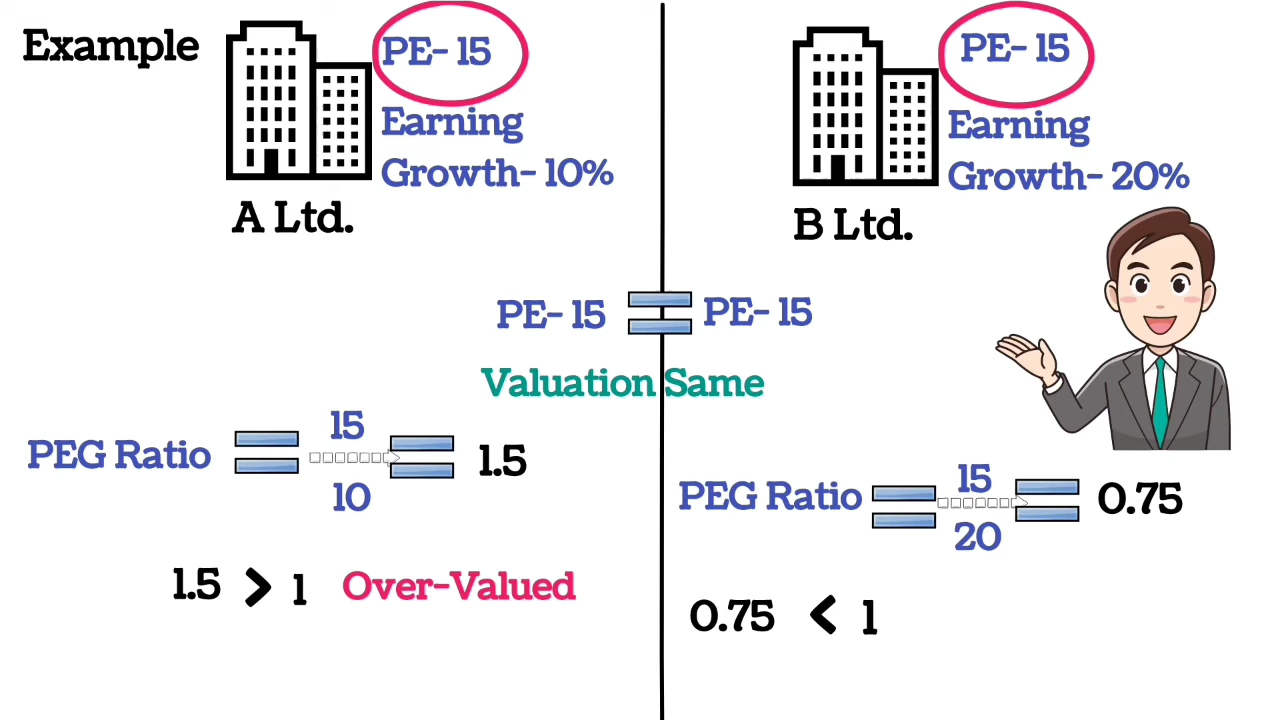 Example
PE- 15
Earning
Growth- 10%
A Ltd.
PE- 15
Earning
Growth- 20%
B Ltd.
PE- 15 = PE- 15
Valuation Same
PEG Ratio = 15 = 1.5
10
1.5 > 1 Over-Valued
PEG Ratio = 15 = 0.75
20
0.75 < 1